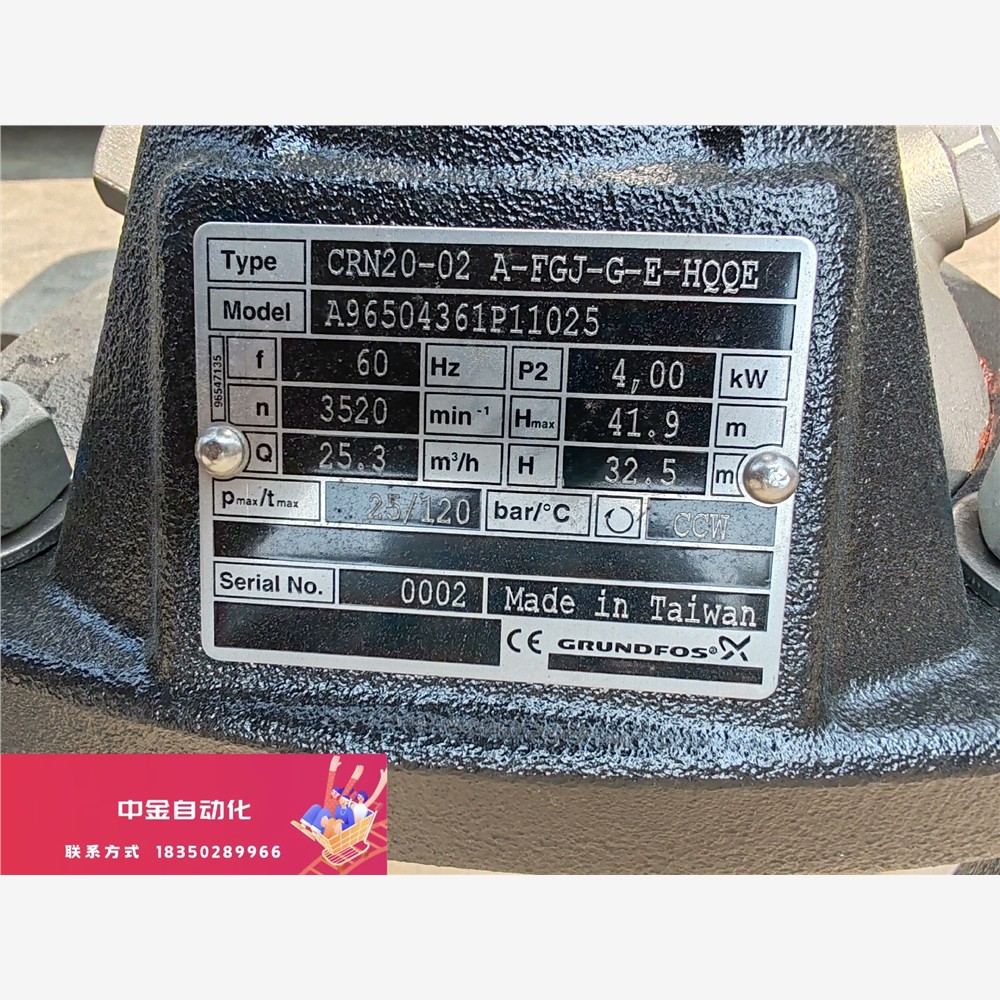 Type CRN20-02 A-FGJ-G-E-HQQE
Model A96504361P11025
96547135
f 60 Hz P2 4,00 kW
n 3520 min⁻¹ Hmax 41.9 m
Q 25.3 m³/h H 32.5 m
pmax/tmax 25/120 bar/°C CCW
Serial No. 0002 Made in Taiwan
CE GRUNDFOS®
中金自动化
联系方式 18350289966